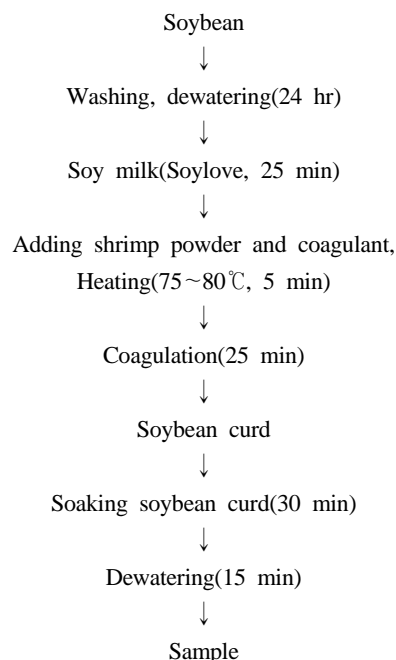 Soybean
↓
Washing, dewatering(24 hr)
↓
Soy milk(Soylove, 25 min)
↓
Adding shrimp powder and coagulant,
Heating(75~80℃, 5 min)
↓
Coagulation(25 min)
↓
Soybean curd
↓
Soaking soybean curd(30 min)
↓
Dewatering(15 min)
↓
Sample